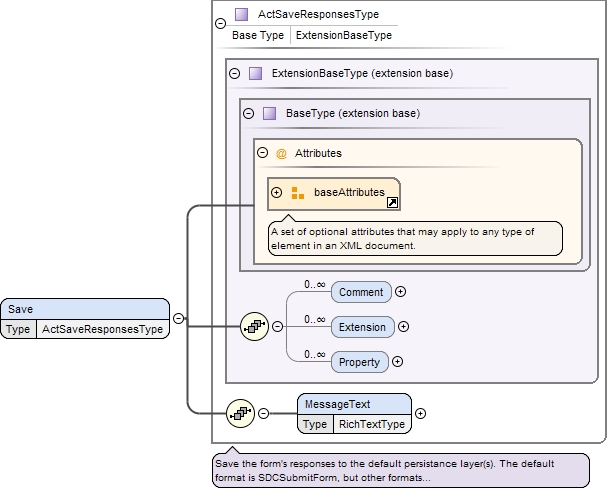 ActSaveResponsesType
Base Type ExtensionBaseType
ExtensionBaseType (extension base)
BaseType (extension base)
@ Attributes
baseAttributes
A set of optional attributes that may apply to any type of
element in an XML document.
0..∞ Comment
Save
Type ActSaveResponsesType
0..∞ Extension
0..∞ Property
MessageText
Type RichTextType
Save the form's responses to the default persistance layer(s). The default
format is SDCSubmitForm, but other formats...